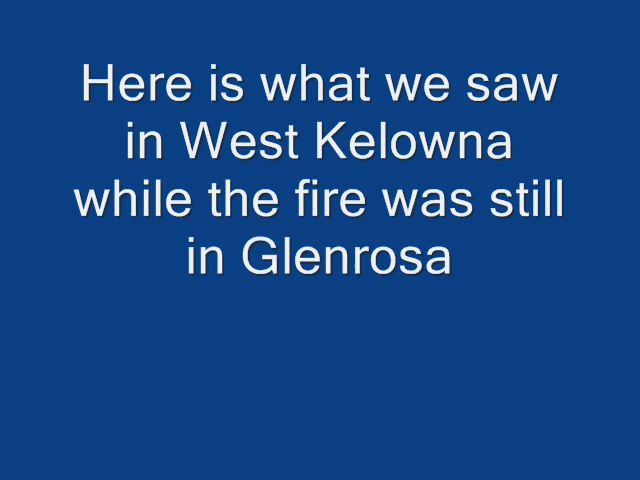 Here is what we saw
in West Kelowna
while the fire was still
in Glenrosa